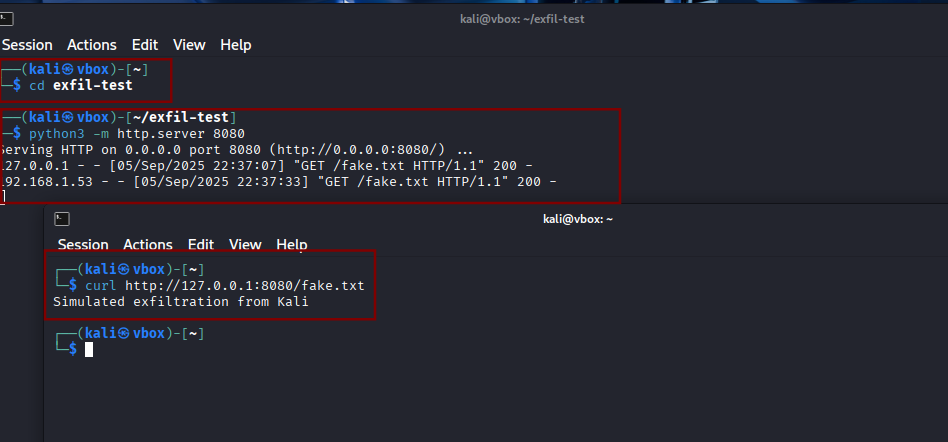 kali@vbox: ~/exfil-test
Session Actions Edit View Help
──(kali㉿vbox)-[~]
─$ cd exfil-test
──(kali㉿vbox)-[~/exfil-test]
─$ python3 -m http.server 8080
Serving HTTP on 0.0.0.0 port 8080 (http://0.0.0.0:8080/) ...
127.0.0.1 - - [05/Sep/2025 22:37:07] "GET /fake.txt HTTP/1.1" 200 -
192.168.1.53 - - [05/Sep/2025 22:37:33] "GET /fake.txt HTTP/1.1" 200 -
kali@vbox: ~
Session Actions Edit View Help
┌──(kali㉿vbox)-[~]
└─$ curl http://127.0.0.1:8080/fake.txt
Simulated exfiltration from Kali
┌──(kali㉿vbox)-[~]
└─$